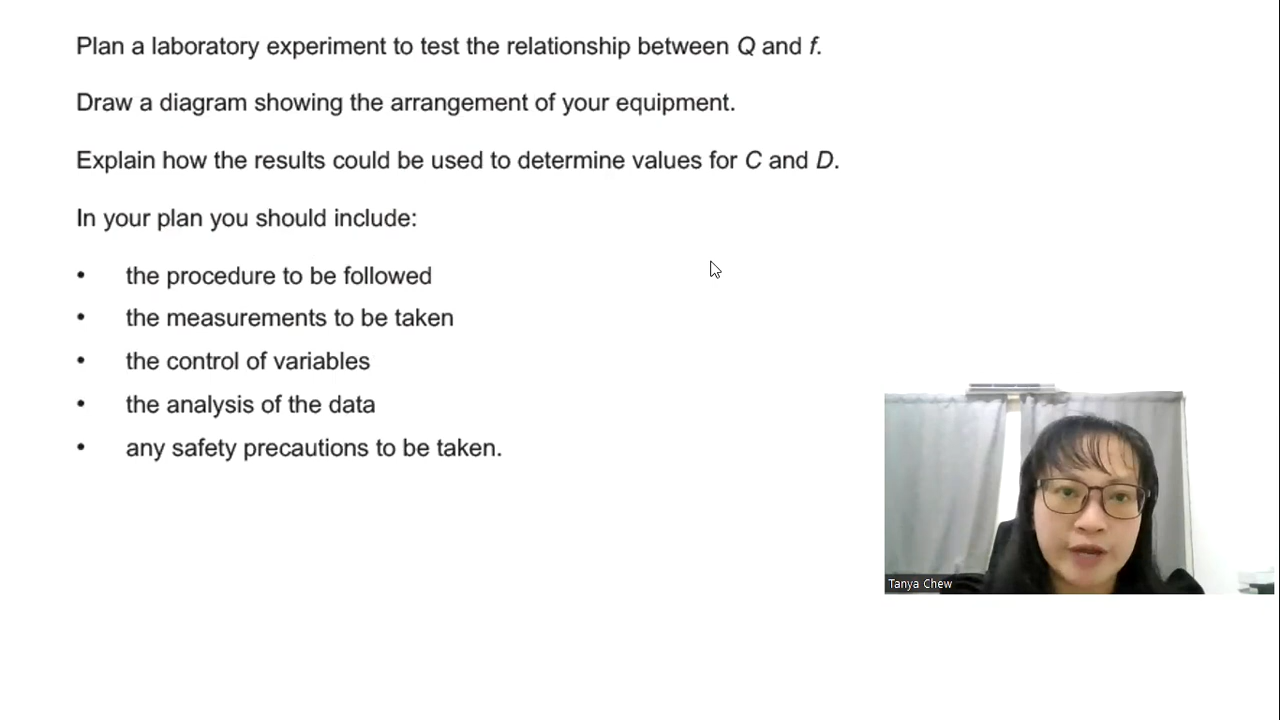 Plan a laboratory experiment to test the relationship between Q and f.
Draw a diagram showing the arrangement of your equipment.
Explain how the results could be used to determine values for C and D.
In your plan you should include:
• the procedure to be followed
• the measurements to be taken
• the control of variables
• the analysis of the data
• any safety precautions to be taken.
Tanya Chew